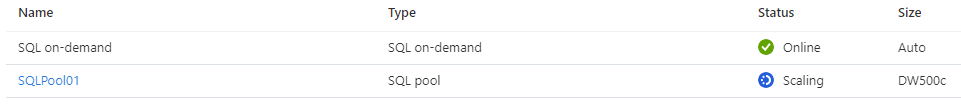 Name Type Status Size
SQL on-demand SQL on-demand Online Auto
SQLPool01 SQL pool Scaling DW500c